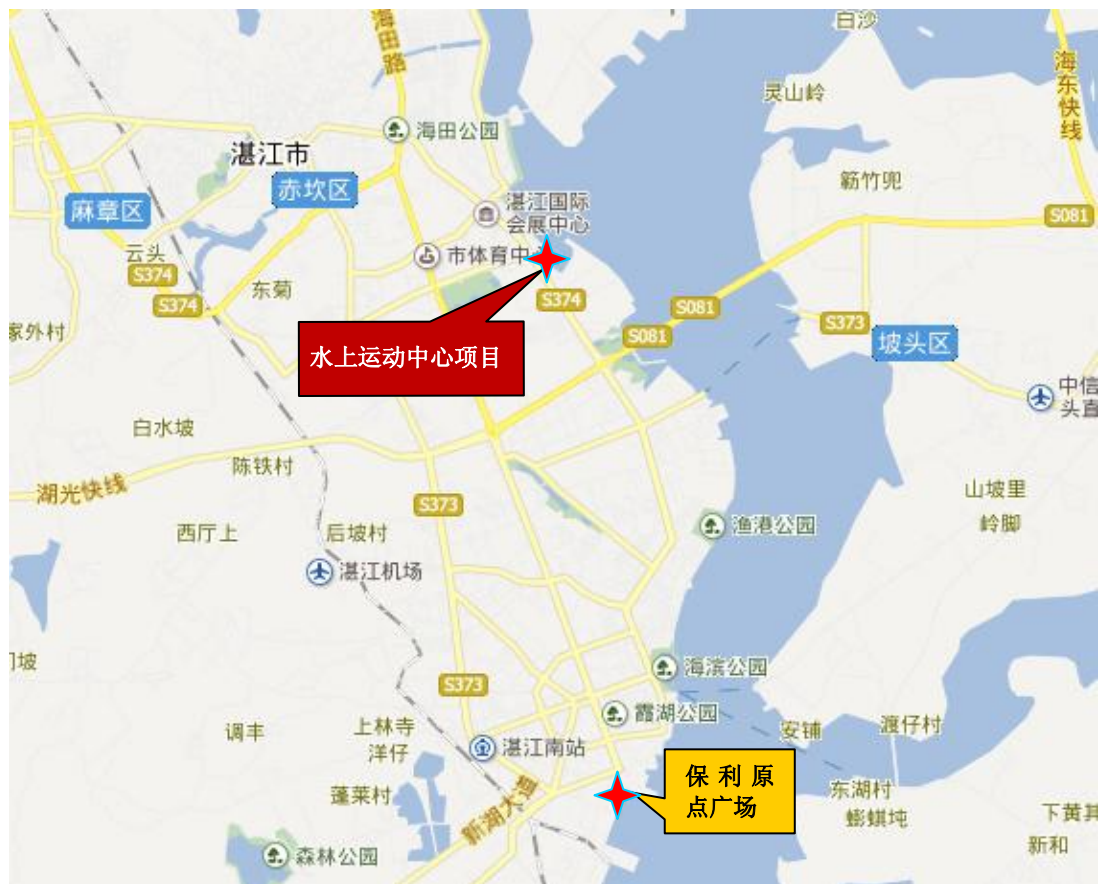 白沙
海田路
灵山岭
海东快线
海田公园
湛江市
赤坎区
麻章区
湛江国际
会展中心
箣竹兜
S081
云头
市体育中心
S374
东菊
S374
S374
S081
S373
家外村
水上运动中心项目
S081
坡头区
中信
头直
白水坡
陈铁村
湖光快线
S373
山坡里
岭脚
西厅上
后坡村
渔港公园
湛江机场
坡
海滨公园
S373
霞湖公园
调丰
上林寺
洋仔
湛江南站
安铺
渡仔村
保利原
点广场
蓬莱村
新湖大道
东湖村
蟛蜞坉
下黄其
新和
森林公园